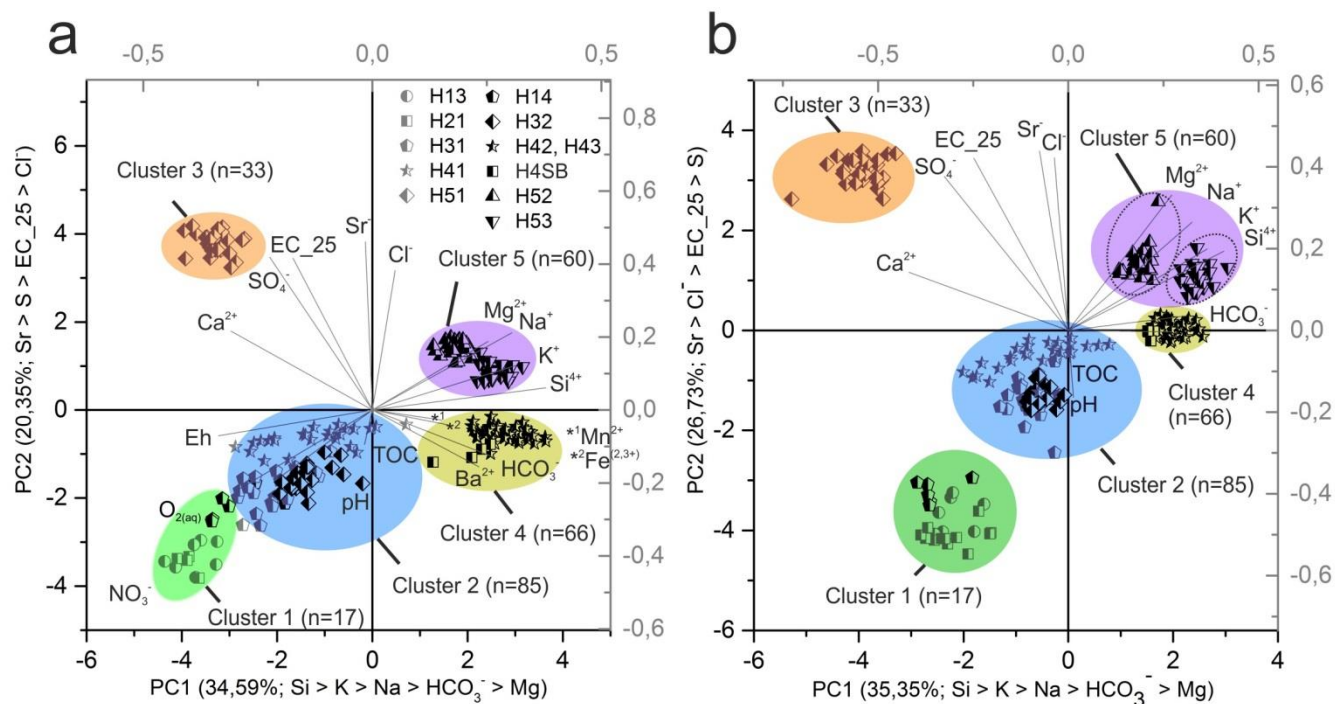 a
-0,5 0,0 0,5
Cluster 3 (n=33)
H13 H14
H21 H32
H31 H42, H43
H41 H4SB
H51 H52
H53
Sr⁻
EC_25
SO₄⁻
Cl⁻
Cluster 5 (n=60)
Ca²⁺
Mg²⁺
Na⁺
K⁺
Si⁴⁺
Eh
*¹
*²
*¹Mn²⁺
*²Fe⁽²,³⁺⁾
TOC
HCO₃⁻
Ba²⁺
pH
O₂₍aq₎
NO₃⁻
Cluster 4 (n=66)
Cluster 2 (n=85)
Cluster 1 (n=17)
6
4
2
0
-2
-4
0,8
0,6
0,4
0,2
0,0
-0,2
-0,4
-0,6
-6 -4 -2 0 2 4
PC1 (34,59%; Si > K > Na > HCO₃⁻ > Mg)
PC2 (20,35%; Sr > S > EC_25 > Cl⁻)
b
-0,5 0,0 0,5
Cluster 3 (n=33)
EC_25
Sr⁻
Cl⁻
SO₄⁻
Cluster 5 (n=60)
Mg²⁺
Na⁺
K⁺
Si⁴⁺
Ca²⁺
HCO₃⁻
TOC
pH
Cluster 4
(n=66)
Cluster 2 (n=85)
Cluster 1 (n=17)
4
2
0
-2
-4
-6
0,6
0,4
0,2
0,0
-0,2
-0,4
-0,6
-6 -4 -2 0 2 4
PC1 (35,35%; Si > K > Na > HCO₃⁻ > Mg)
PC2 (26,73%; Sr > Cl⁻ > EC_25 > S)